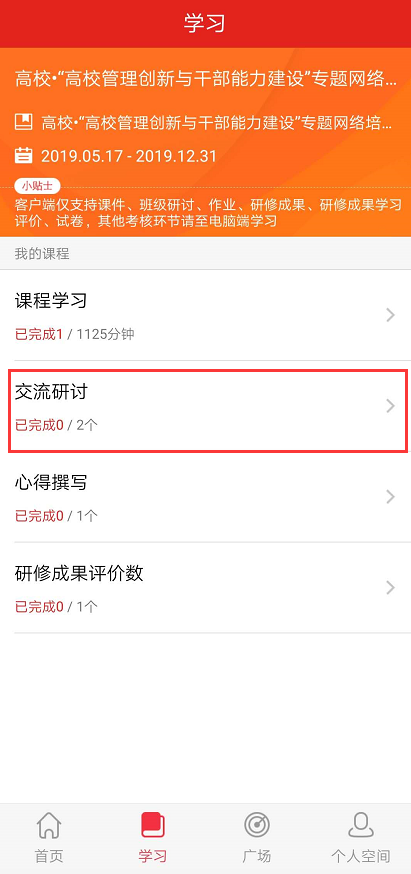 学习
高校•“高校管理创新与干部能力建设”专题网络...
高校•“高校管理创新与干部能力建设”专题网络培...
2019.05.17 - 2019.12.31
小贴士
客户端仅支持课件、班级研讨、作业、研修成果、研修成果学习
评价、试卷，其他考核环节请至电脑端学习
我的课程
课程学习
已完成1 / 1125分钟
交流研讨
已完成0 / 2个
心得撰写
已完成0 / 1个
研修成果评价数
已完成0 / 1个
首页 学习 广场 个人空间